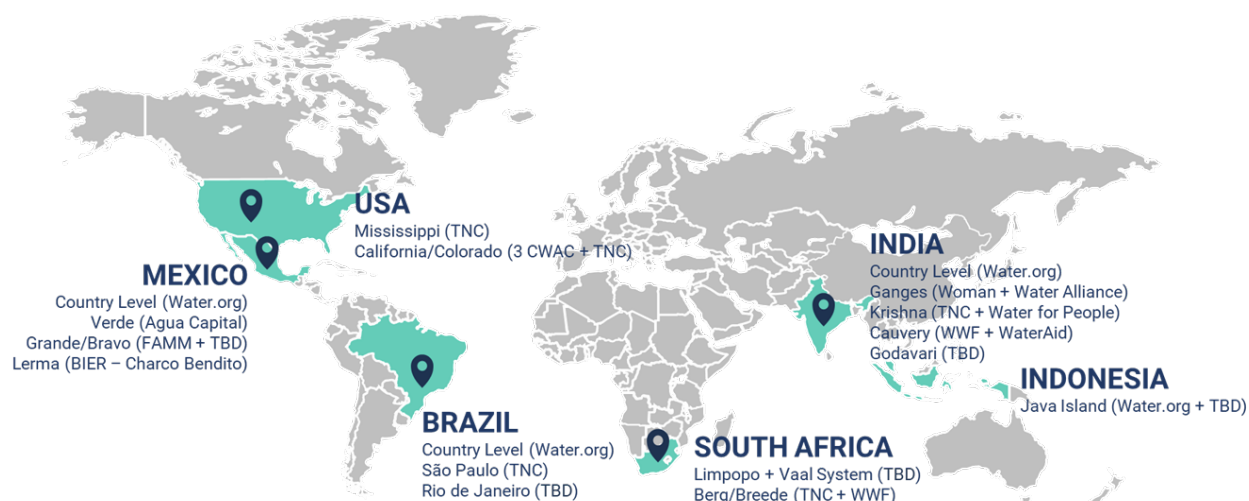 USA
Mississippi (TNC)
California/Colorado (3 CWAC + TNC)
MEXICO
Country Level (Water.org)
Verde (Agua Capital)
Grande/Bravo (FAMM + TBD)
Lerma (BIER – Charco Bendito)
BRAZIL
Country Level (Water.org)
São Paulo (TNC)
Rio de Janeiro (TBD)
SOUTH AFRICA
Limpopo + Vaal System (TBD)
Berg/Breede (TNC + WWF)
INDIA
Country Level (Water.org)
Ganges (Woman + Water Alliance)
Krishna (TNC + Water for People)
Cauvery (WWF + WaterAid)
Godavari (TBD)
INDONESIA
Java Island (Water.org + TBD)